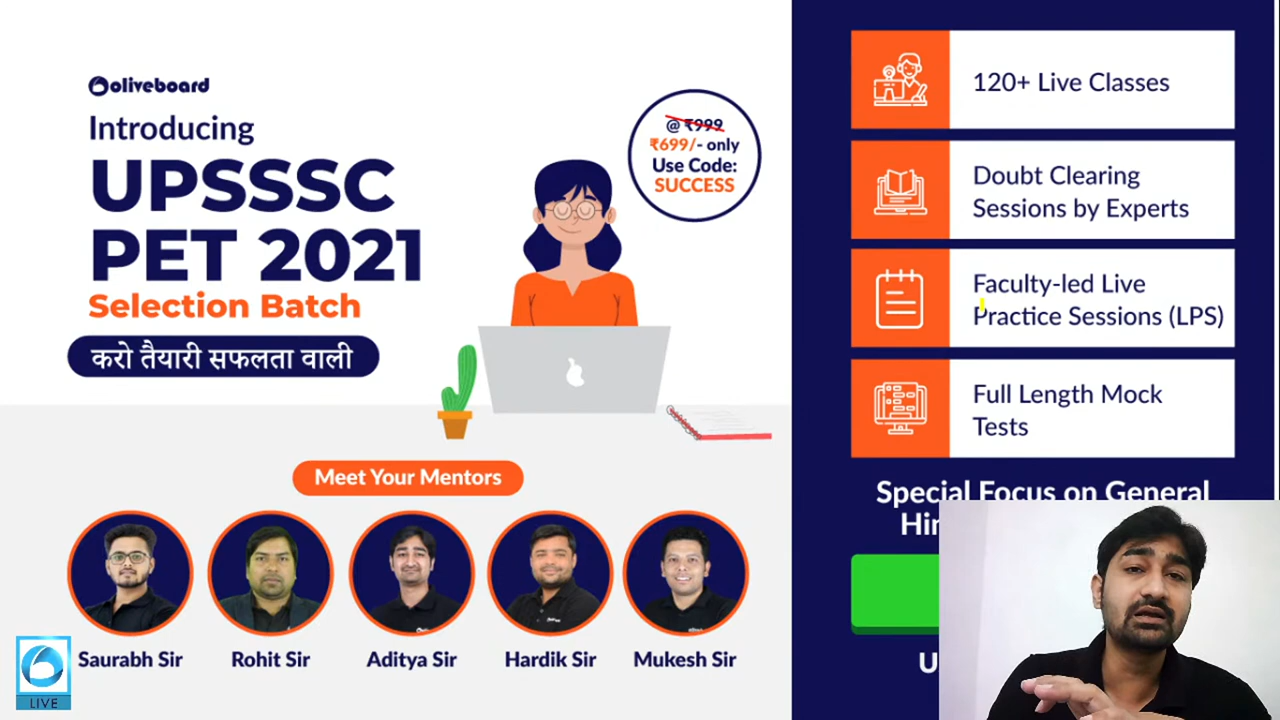 oliveboard
Introducing
UPSSSC
PET 2021
Selection Batch
करो तैयारी सफलता वाली
@ ₹999
₹699/- only
Use Code:
SUCCESS
Meet Your Mentors
Saurabh Sir
Rohit Sir
Aditya Sir
Hardik Sir
Mukesh Sir
LIVE
120+ Live Classes
Doubt Clearing
Sessions by Experts
Faculty-led Live
Practice Sessions (LPS)
Full Length Mock
Tests
Special Focus on General